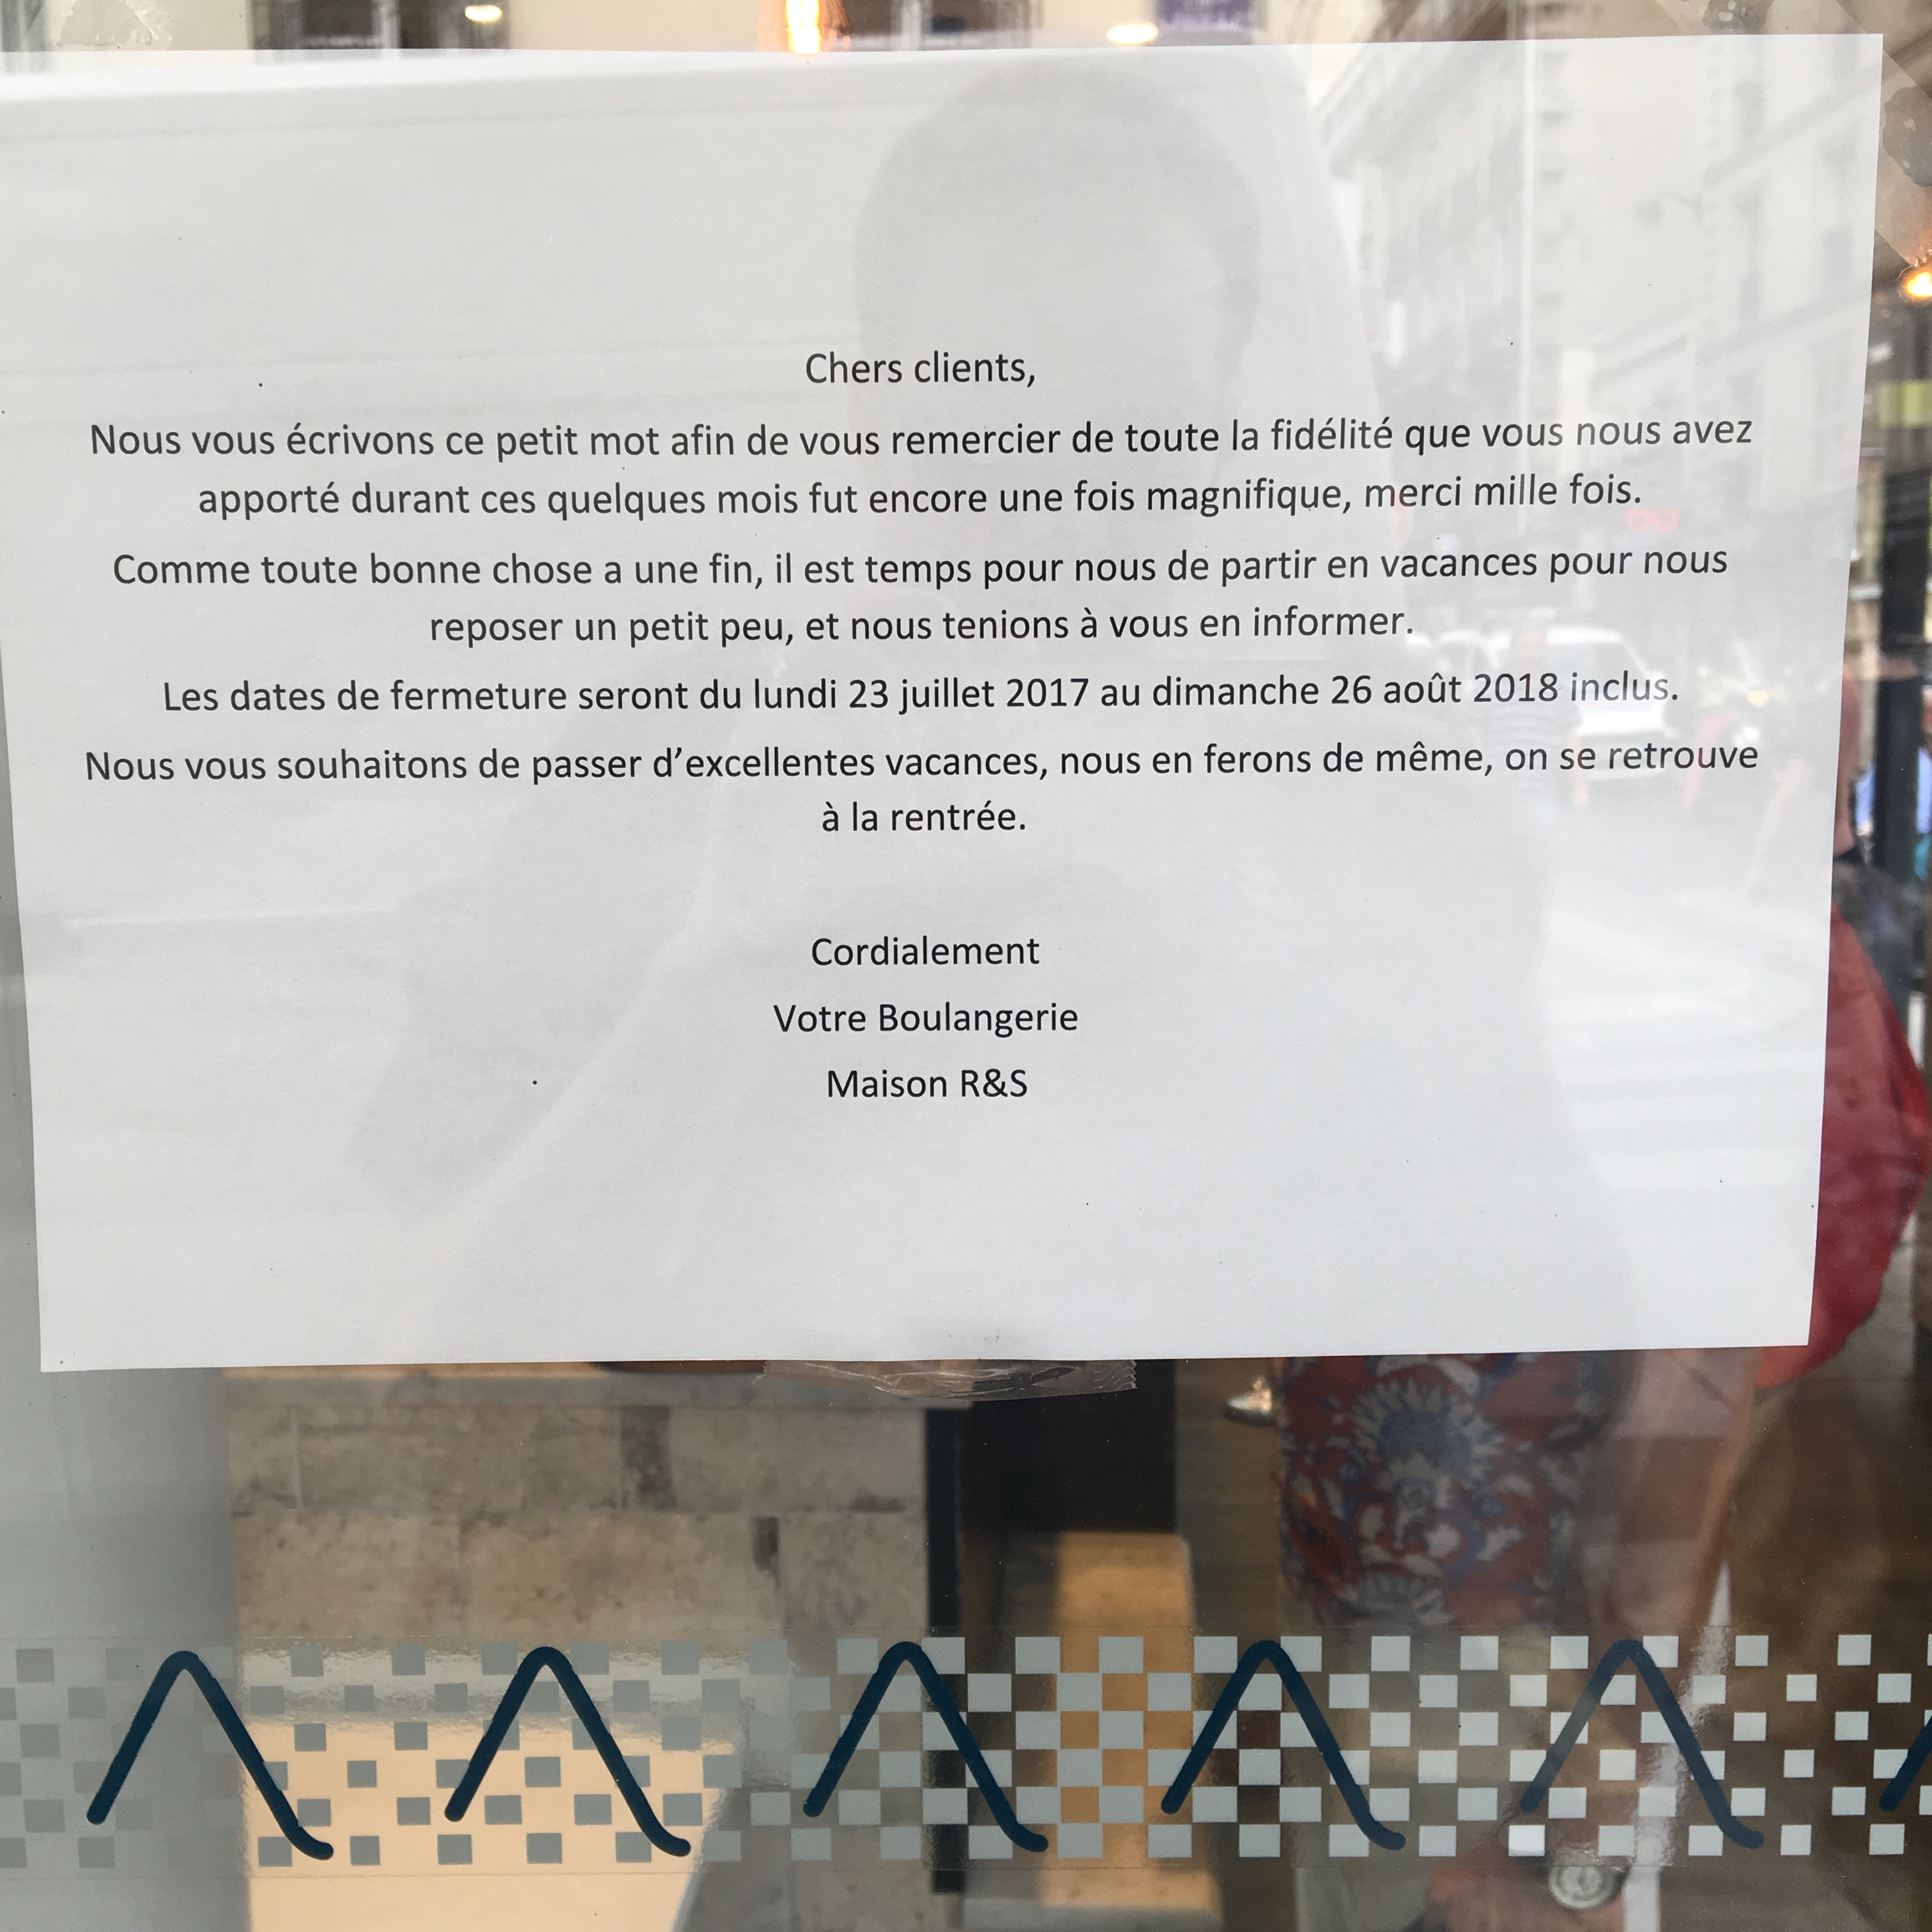 Chers clients,
Nous vous écrivons ce petit mot afin de vous remercier de toute la fidélité que vous nous avez
apporté durant ces quelques mois fut encore une fois magnifique, merci mille fois.
Comme toute bonne chose a une fin, il est temps pour nous de partir en vacances pour nous
reposer un petit peu, et nous tenions à vous en informer.
Les dates de fermeture seront du lundi 23 juillet 2017 au dimanche 26 août 2018 inclus.
Nous vous souhaitons de passer d’excellentes vacances, nous en ferons de même, on se retrouve
à la rentrée.
Cordialement
Votre Boulangerie
Maison R&S